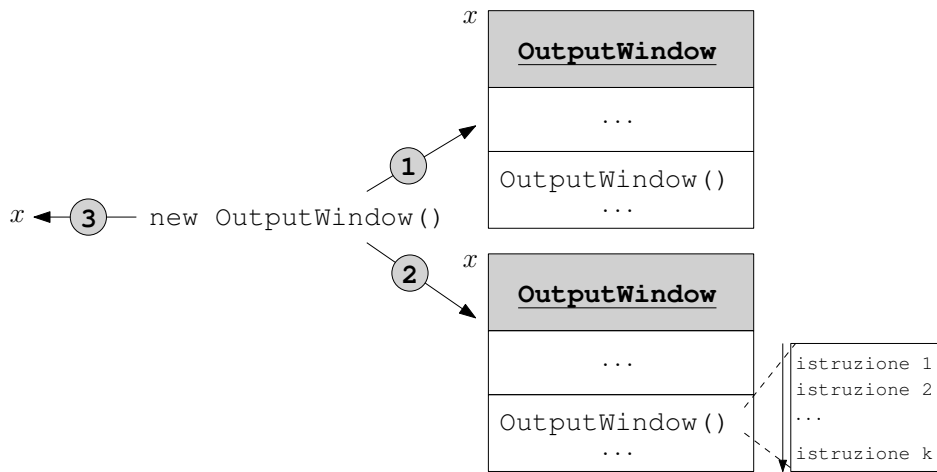 x
OutputWindow
...
OutputWindow()
...
1
x
3
new OutputWindow()
2
x
OutputWindow
...
OutputWindow()
...
istruzione 1
istruzione 2
...
istruzione k